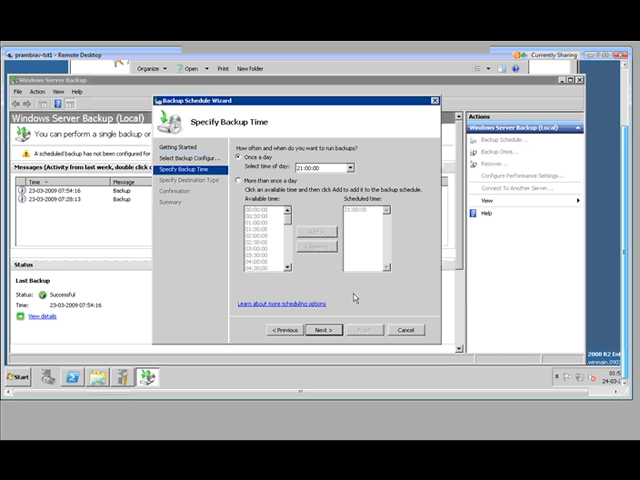 prambrav-tst1 - Remote Desktop
Currently Sharing
Organize
Open
Print
New folder
Windows Server Backup
File Action View Help
Windows Server Backup (Local)
You can perform a single backup or
A scheduled backup has not been configured for
Messages (Activity from last week, double click
Time
Message
23-03-2009 07:54:16
Backup
23-03-2009 07:28:13
Backup
Status
Last Backup
Status:
Successful
Time:
23-03-2009 07:54:16
View details
Backup Schedule Wizard
Specify Backup Time
Getting Started
Select Backup Configur...
Specify Backup Time
Specify Destination Type
Confirmation
Summary
How often and when do you want to run backups?
Once a day
Select time of day:
21:00:00
More than once a day
Click an available time and then click Add to add it to the backup schedule.
Available time:
Scheduled time:
00:00:00
00:30:00
01:00:00
01:30:00
02:00:00
02:30:00
03:00:00
03:30:00
04:00:00
04:30:00
Add >
< Remove
21:00:00
Learn about more scheduling options
< Previous
Next >
Cancel
Actions
Windows Server Backup (Local)
Backup Schedule...
Backup Once...
Recover...
Configure Performance Settings...
Connect To Another Server...
View
Help
2008 R2 En
winmain.090
Start
01:5
24-03-2